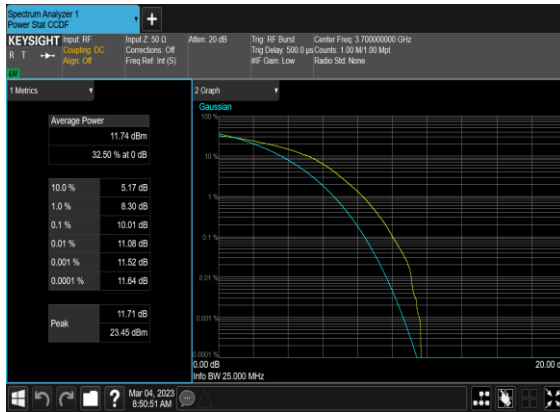 Spectrum Analyzer 1
Power Stat CCDF
+
KEYSIGHT
R T
LXI
Input: RF
Coupling: DC
Align: Off
Input Z: 50 Ω
Corrections: Off
Freq Ref: Int (S)
Atten: 20 dB
Trig: RF Burst
Trig Delay: 500.0 µs
#IF Gain: Low
Center Freq: 3.700000000 GHz
Counts: 1.00 M/1.00 Mpt
Radio Std: None
1 Metrics
Average Power
11.74 dBm
32.50 % at 0 dB
10.0 % 5.17 dB
1.0 % 8.30 dB
0.1 % 10.01 dB
0.01 % 11.08 dB
0.001 % 11.52 dB
0.0001 % 11.64 dB
Peak
11.71 dB
23.45 dBm
2 Graph
Gaussian
100 %
10 %
1 %
0.1 %
0.01 %
0.001 %
0.0001 %
0.00 dB
20.00 d
Info BW 25.000 MHz
?
Mar 04, 2023
8:50:51 AM